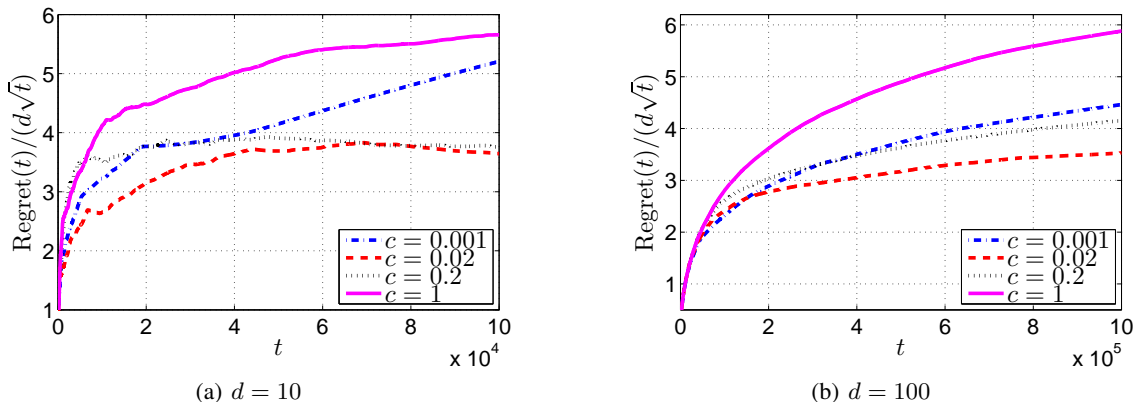 6
5
4
3
2
1
Regret(t)/(d√t)
0 2 4 6 8 10
t
x 10^4
c = 0.001
c = 0.02
c = 0.2
c = 1
(a) d = 10
6
5
4
3
2
1
Regret(t)/(d√t)
0 2 4 6 8 10
t
x 10^5
c = 0.001
c = 0.02
c = 0.2
c = 1
(b) d = 100